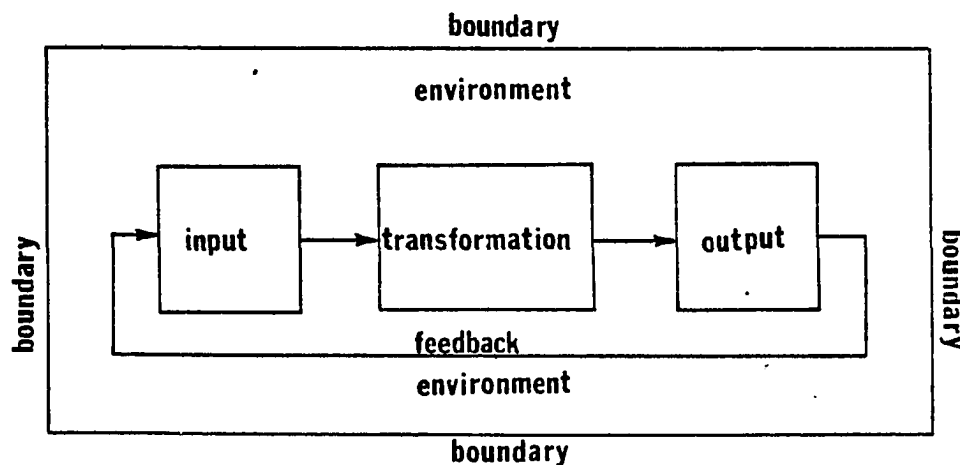 boundary
environment
boundary
input
transformation
output
boundary
feedback
environment
boundary